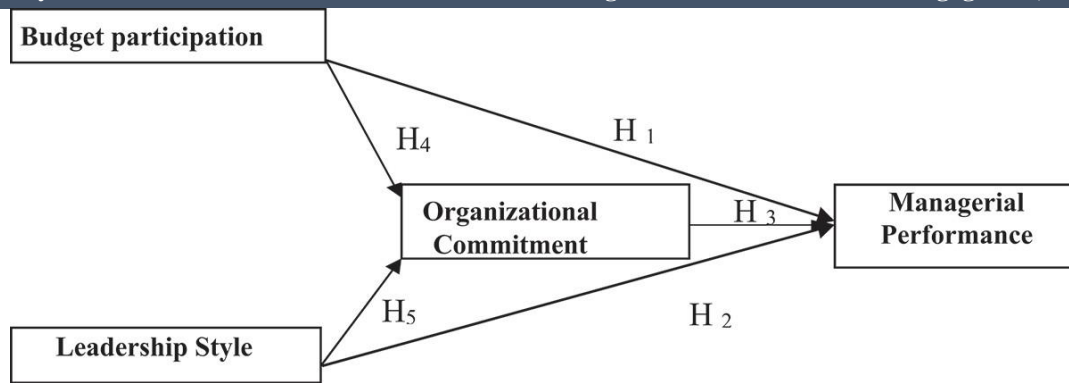 Budget participation
H 1
H4
Organizational
Commitment
H 3
Managerial
Performance
H5
H 2
Leadership Style